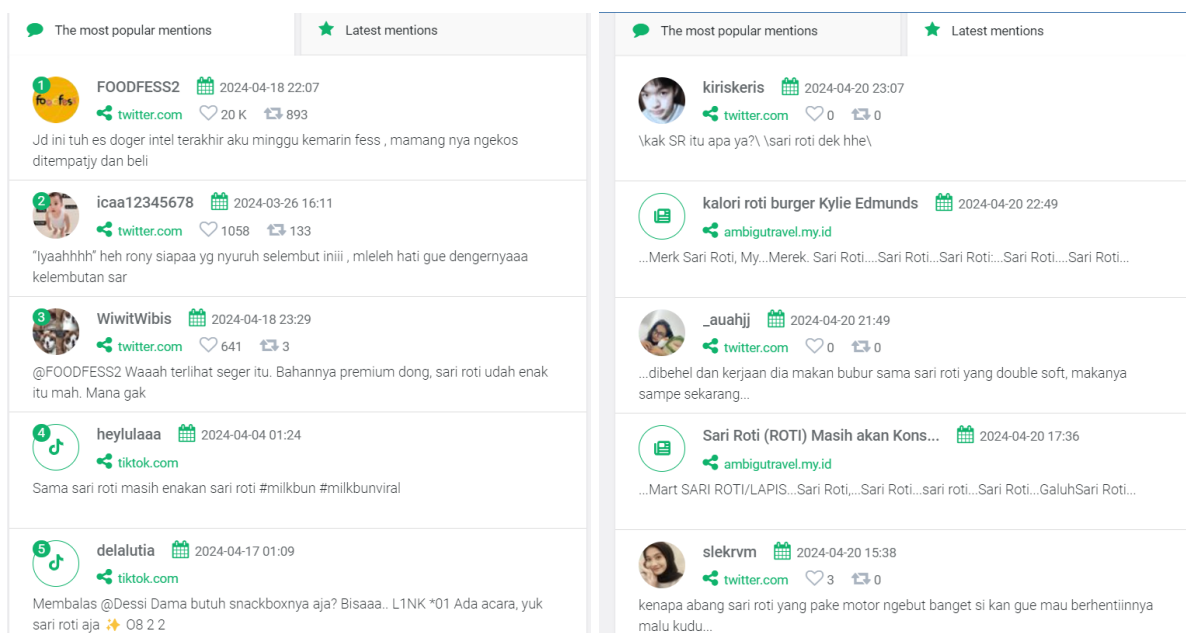 The most popular mentions
Latest mentions
1
FOODFESS2 2024-04-18 22:07
twitter.com 20 K 893
Jd ini tuh es doger intel terakhir aku minggu kemarin fess , mamang nya ngekos
ditempatjy dan beli
2
icaa12345678 2024-03-26 16:11
twitter.com 1058 133
"Iyaahhhh" heh rony siapaa yg nyuruh selembut iniii , mleleh hati gue dengernyaaa
kelembutan sar
3
WiwitWibis 2024-04-18 23:29
twitter.com 641 3
@FOODFESS2 Waaah terlihat seger itu. Bahannya premium dong, sari roti udah enak
itu mah. Mana gak
4
heylulaaa 2024-04-04 01:24
tiktok.com
Sama sari roti masih enakan sari roti #milkbun #milkbunviral
5
delalutia 2024-04-17 01:09
tiktok.com
Membalas @Dessi Dama butuh snackboxnya aja? Bisaaa.. L1NK *01 Ada acara, yuk
sari roti aja ✨ O8 2 2
The most popular mentions
Latest mentions
kiriskeris 2024-04-20 23:07
twitter.com 0 0
\kak SR itu apa ya?\ \sari roti dek hhe\
kalori roti burger Kylie Edmunds 2024-04-20 22:49
ambigutravel.my.id
...Merk Sari Roti, My...Merek. Sari Roti....Sari Roti...Sari Roti:...Sari Roti....Sari Roti...
_auahjj 2024-04-20 21:49
twitter.com 0 0
...dibehel dan kerjaan dia makan bubur sama sari roti yang double soft, makanya
sampe sekarang...
Sari Roti (ROTI) Masih akan Kons... 2024-04-20 17:36
ambigutravel.my.id
...Mart SARI ROTI/LAPIS...Sari Roti,...Sari Roti...sari roti...Sari Roti...GaluhSari Roti...
slekrvm 2024-04-20 15:38
twitter.com 3 0
kenapa abang sari roti yang pake motor ngebut banget si kan gue mau berhentiinnya
malu kudu...